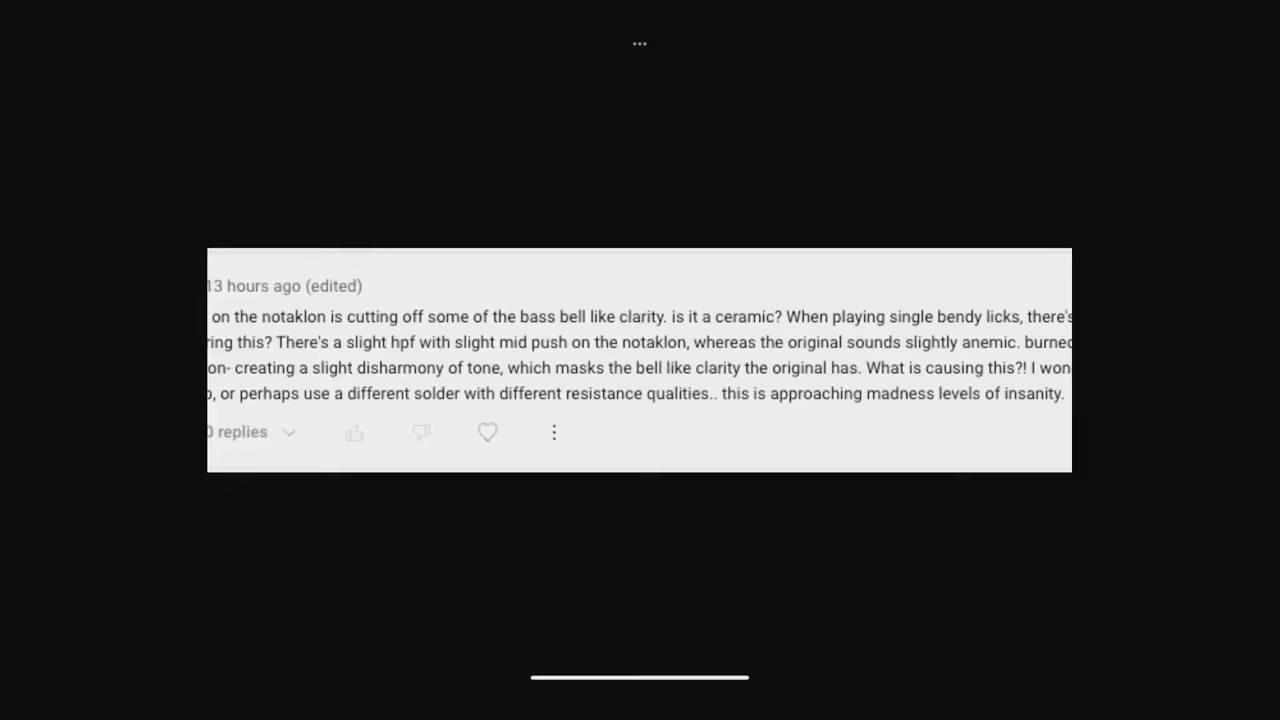 13 hours ago (edited)
on the notaklon is cutting off some of the bass bell like clarity. is it a ceramic? When playing single bendy licks, there's
ring this? There's a slight hpf with slight mid push on the notaklon, whereas the original sounds slightly anemic. burned
on- creating a slight disharmony of tone, which masks the bell like clarity the original has. What is causing this?! I won
, or perhaps use a different solder with different resistance qualities.. this is approaching madness levels of insanity.
0 replies